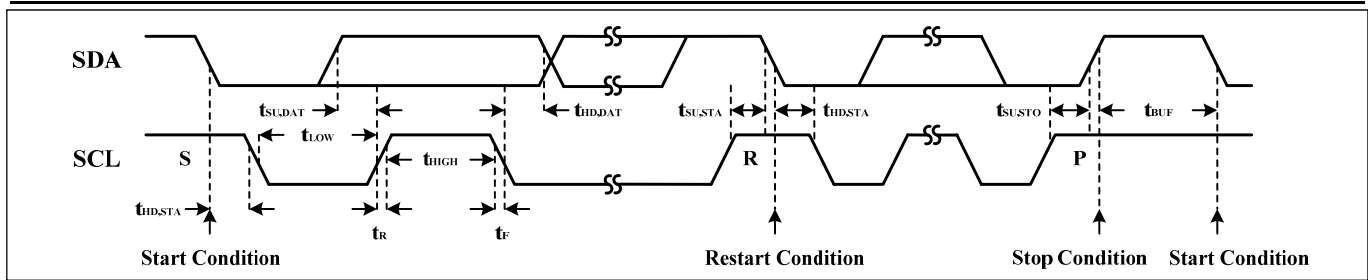 SDA
tSU,DAT tHD,DAT tSU,STA tHD,STA tSU,STO tBUF
tLOW
SCL S tHIGH R P
tHD,STA
tR tF
Start Condition Restart Condition Stop Condition Start Condition